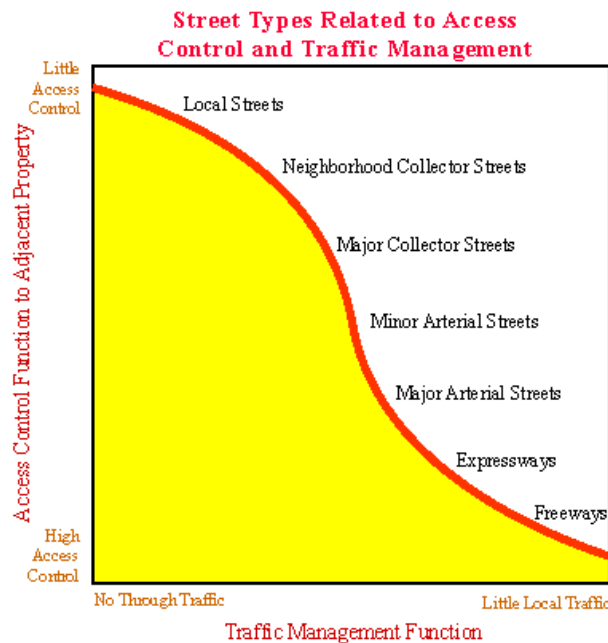 Street Types Related to Access
Control and Traffic Management
Little
Access
Control
Local Streets
Neighborhood Collector Streets
Major Collector Streets
Minor Arterial Streets
Major Arterial Streets
Expressways
Freeways
Access Control Function to Adjacent Property
High
Access
Control
No Through Traffic
Little Local Traffic
Traffic Management Function